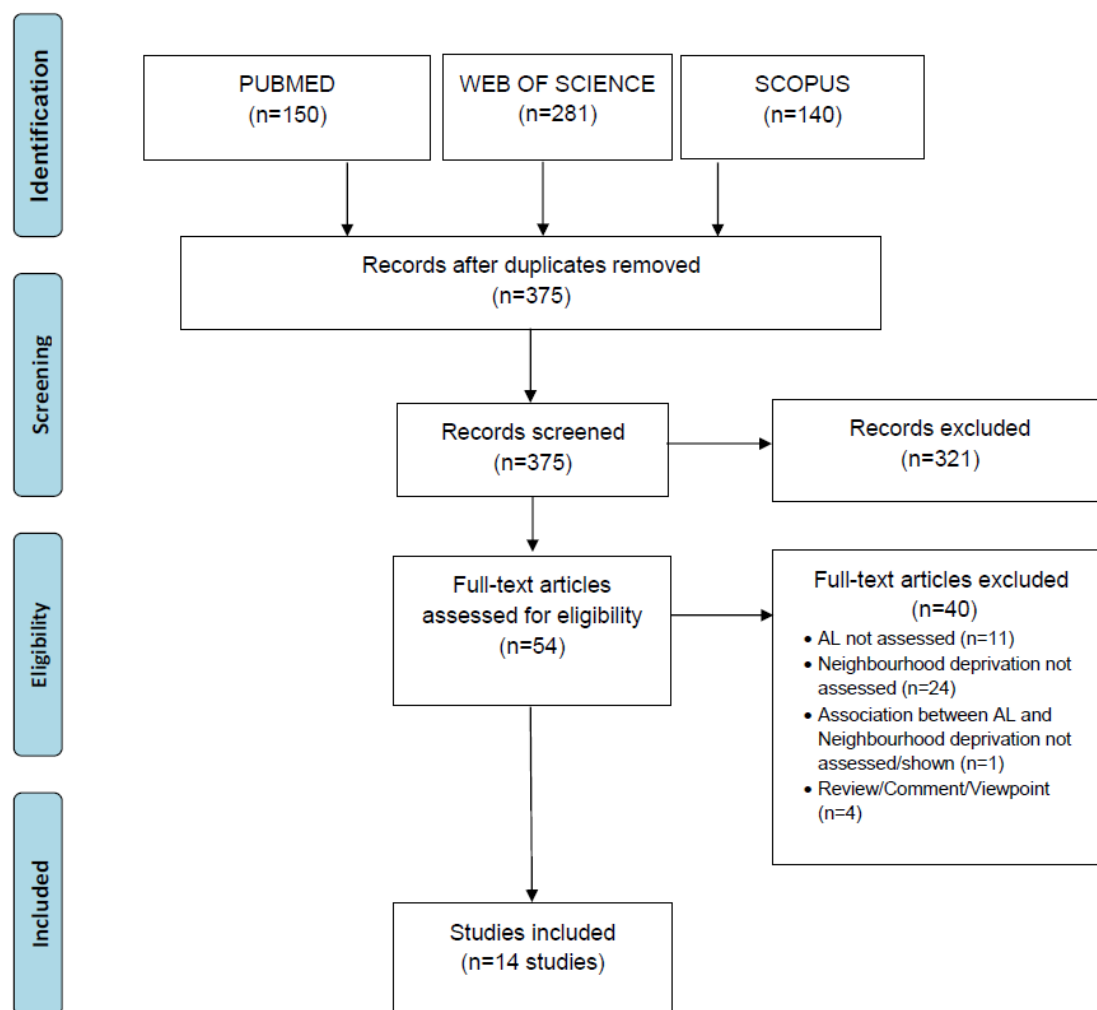 Identification
PUBMED
(n=150)
WEB OF SCIENCE
(n=281)
SCOPUS
(n=140)
Records after duplicates removed
(n=375)
Screening
Records screened
(n=375)
Records excluded
(n=321)
Eligibility
Full-text articles
assessed for eligibility
(n=54)
Full-text articles excluded
(n=40)
• AL not assessed (n=11)
• Neighbourhood deprivation not
assessed (n=24)
• Association between AL and
Neighbourhood deprivation not
assessed/shown (n=1)
• Review/Comment/Viewpoint
(n=4)
Included
Studies included
(n=14 studies)